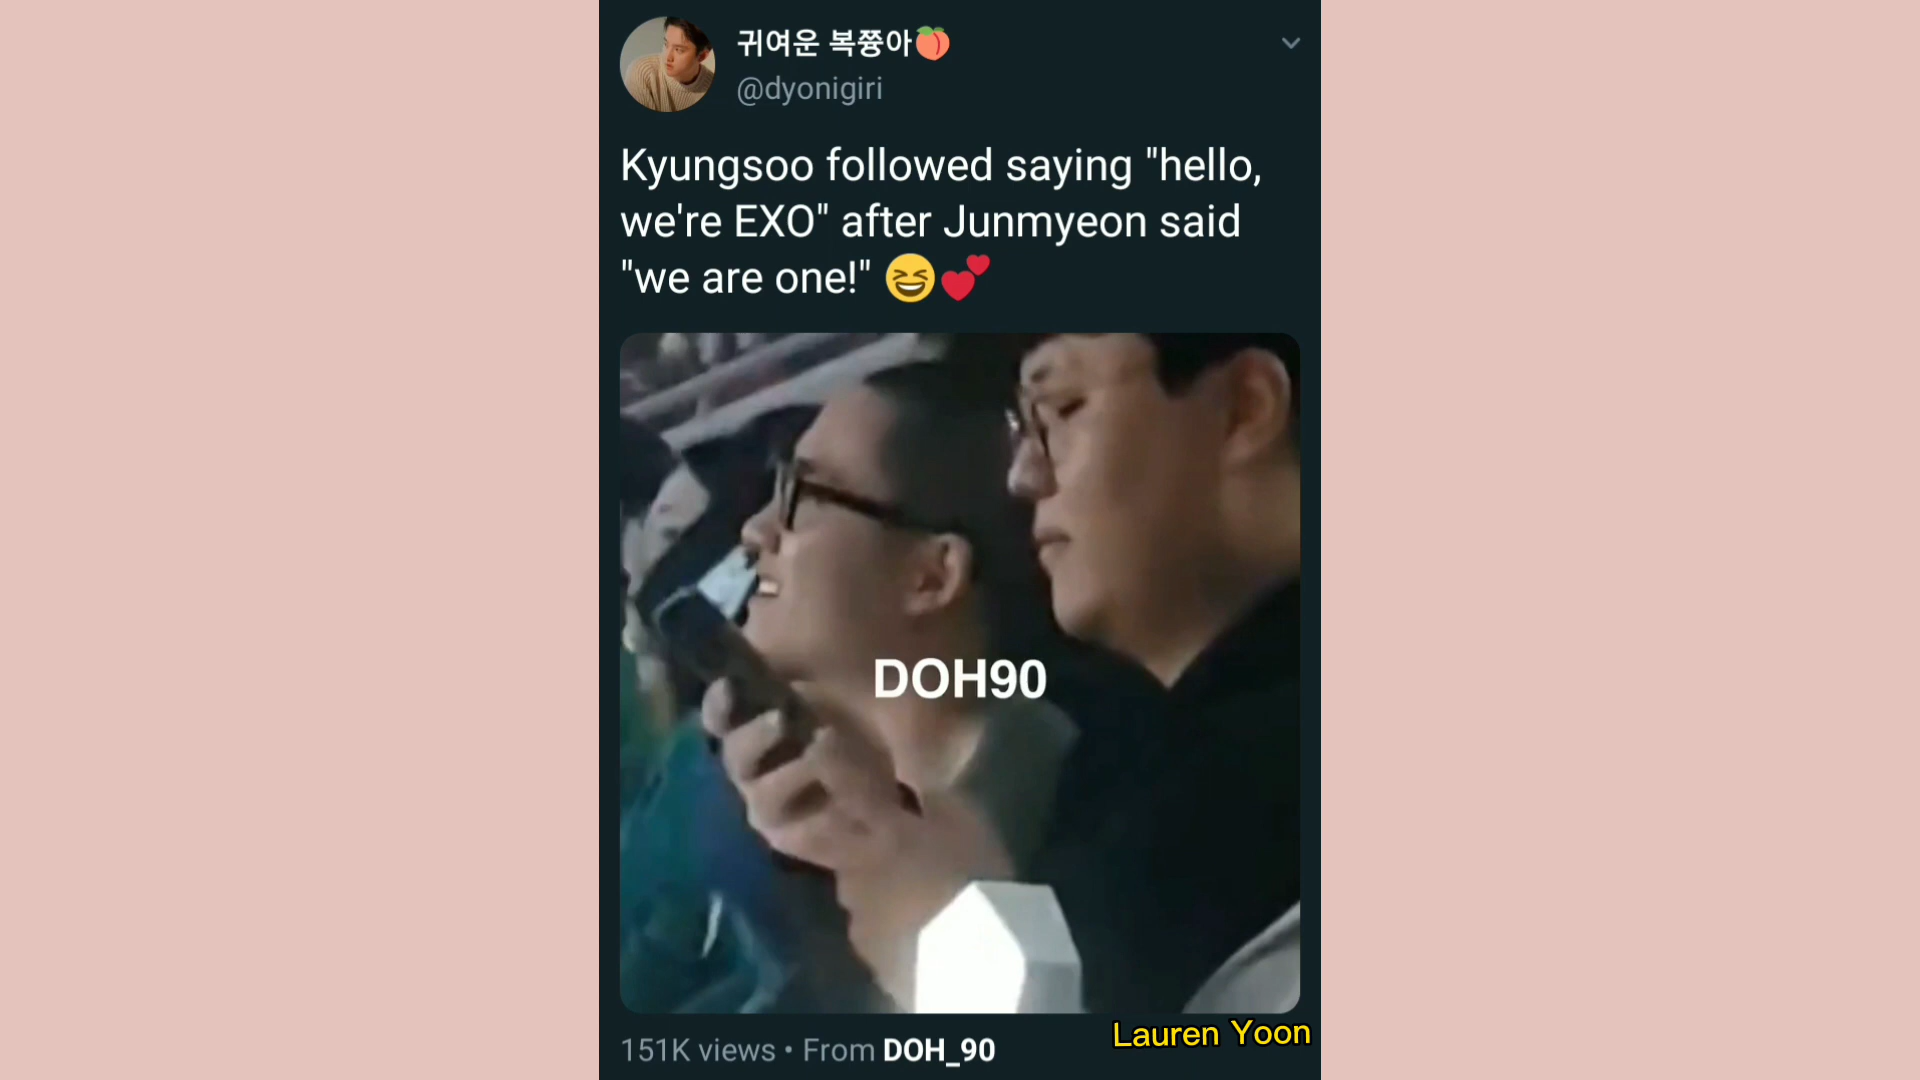 귀여운 복쯍아🍑
@dyonigiri
Kyungsoo followed saying "hello,
we're EXO" after Junmyeon said
"we are one!" 😆💕
DOH90
151K views • From DOH_90
Lauren Yoon